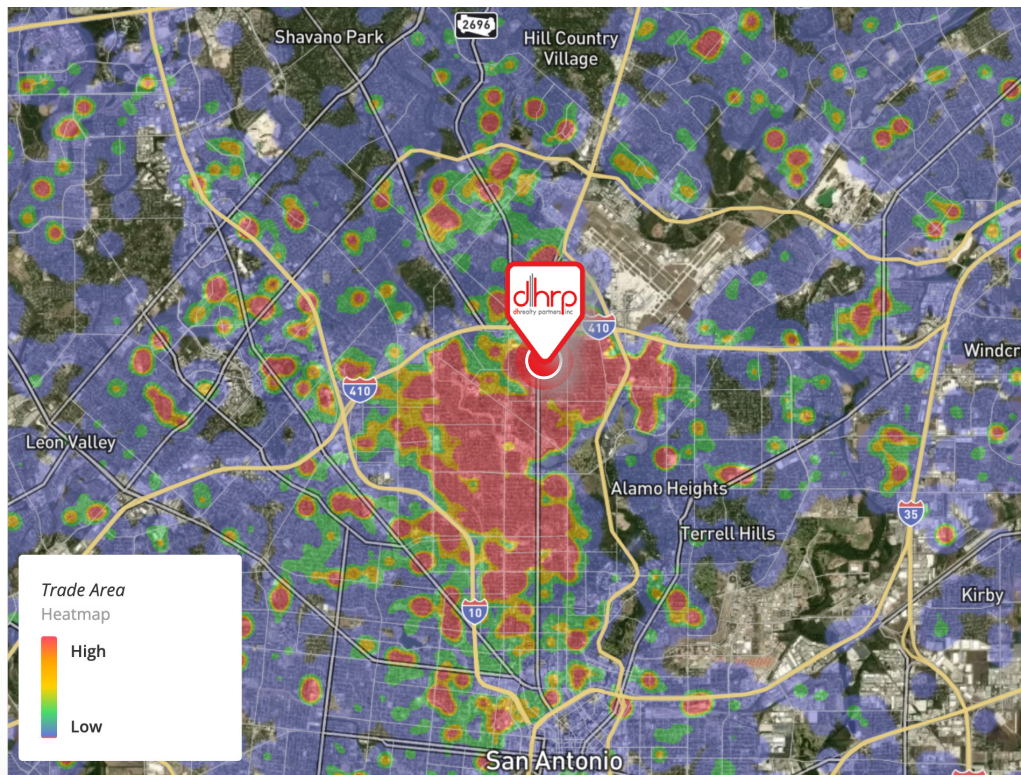 2696
Shavano Park
Hill Country
Village
dhrp
dhrealty partners, inc
410
Windcr
410
Leon Valley
Alamo Heights
35
Terrell Hills
Trade Area
Heatmap
High
Low
10
Kirby
San Antonio